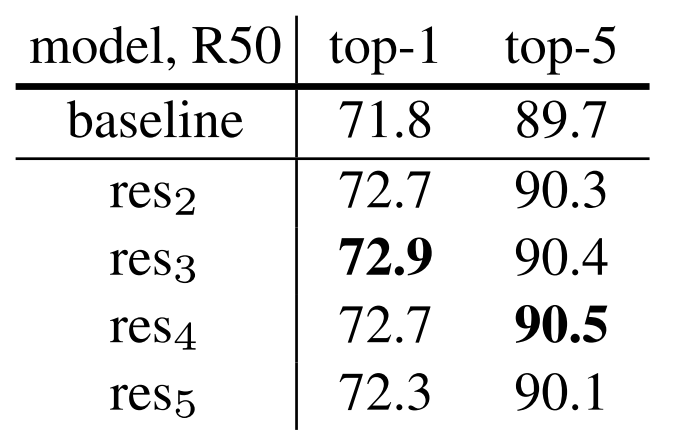 model, R50 top-1 top-5
baseline 71.8 89.7
res₂ 72.7 90.3
res₃ 72.9 90.4
res₄ 72.7 90.5
res₅ 72.3 90.1